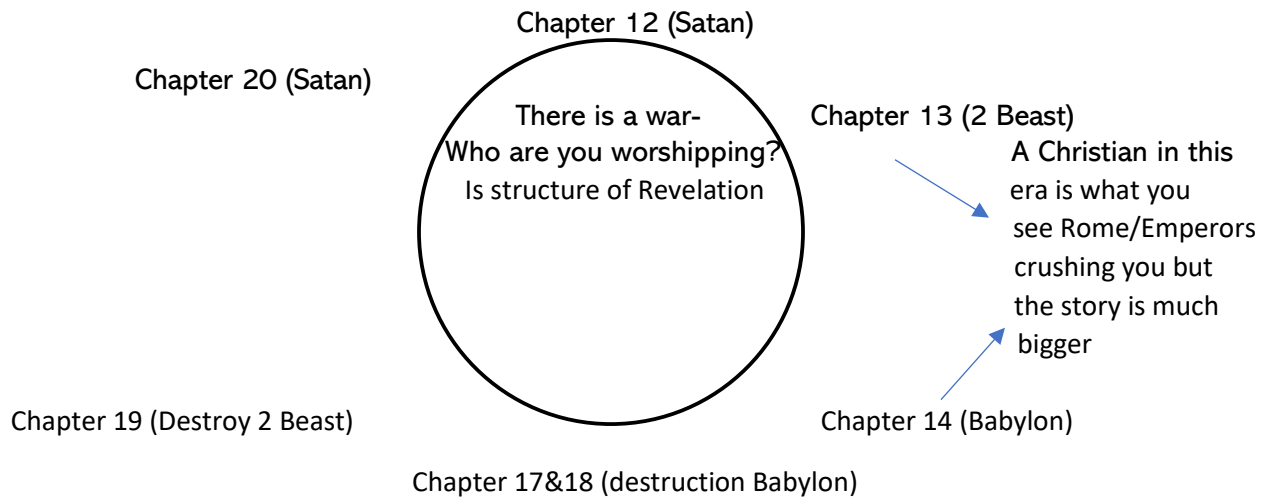 Chapter 12 (Satan)
Chapter 20 (Satan)
There is a war-
Who are you worshipping?
Is structure of Revelation
Chapter 13 (2 Beast)
A Christian in this
era is what you
see Rome/Emperors
crushing you but
the story is much
bigger
Chapter 19 (Destroy 2 Beast)
Chapter 14 (Babylon)
Chapter 17&18 (destruction Babylon)